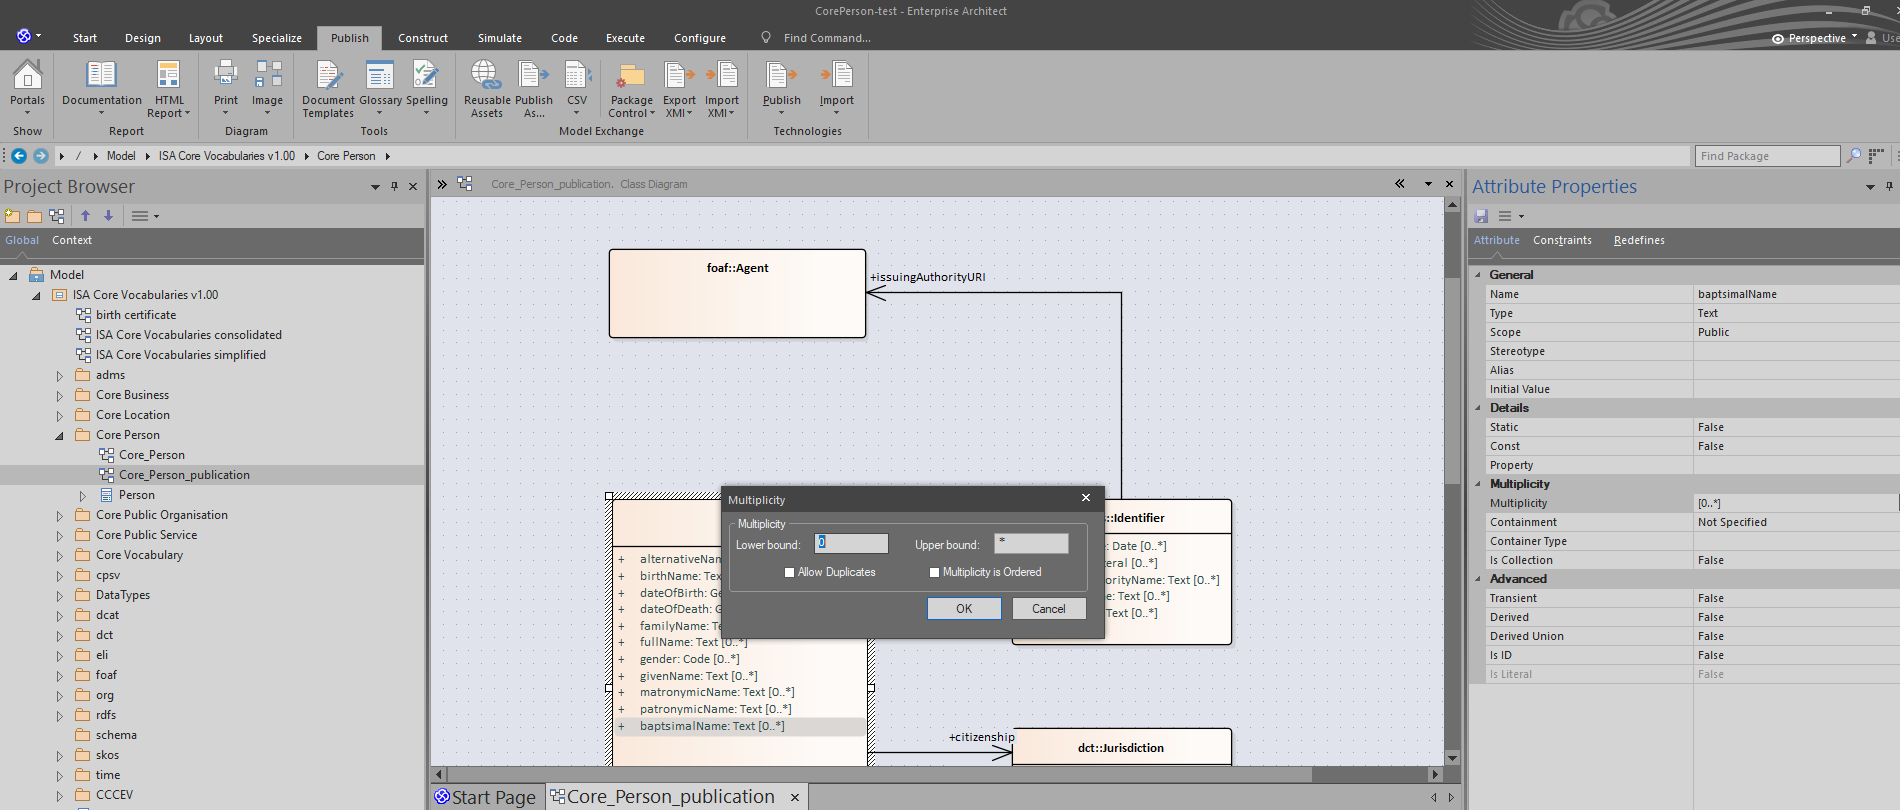 CorePerson-test - Enterprise Architect
Start Design Layout Specialize Publish Construct Simulate Code Execute Configure Find Command... Perspective Use
Portals Documentation HTML Report Print Image Document Templates Glossary Spelling Reusable Assets Publish As... CSV Package Control Export XMI Import XMI Publish Import
Show Report Diagram Tools Model Exchange Technologies
/ Model ISA Core Vocabularies v1.00 Core Person Find Package
Project Browser
Global Context
Model
ISA Core Vocabularies v1.00
birth certificate
ISA Core Vocabularies consolidated
ISA Core Vocabularies simplified
adms
Core Business
Core Location
Core Person
Core_Person
Core_Person_publication
Person
Core Public Organisation
Core Public Service
Core Vocabulary
cpsv
DataTypes
dcat
dct
eli
foaf
org
rdfs
schema
skos
time
CCCEV
Core_Person_publication. Class Diagram
foaf::Agent
+issuingAuthorityURI
+ alternativeNam
+ birthName: Tex
+ dateOfBirth: Ge
+ dateOfDeath: G
+ familyName: Te
+ fullName: Text [0..*]
+ gender: Code [0..*]
+ givenName: Text [0..*]
+ matronymicName: Text [0..*]
+ patronymicName: Text [0..*]
+ baptsimalName: Text [0..*]
Multiplicity
Multiplicity
Lower bound: 0 Upper bound: *
Allow Duplicates Multiplicity is Ordered
OK Cancel
::Identifier
e: Date [0..*]
eral [0..*]
orityName: Text [0..*]
e: Text [0..*]
Text [0..*]
+citizenship
dct::Jurisdiction
Start Page Core_Person_publication
Attribute Properties
Attribute Constraints Redefines
General
Name baptsimalName
Type Text
Scope Public
Stereotype
Alias
Initial Value
Details
Static False
Const False
Property
Multiplicity
Multiplicity [0..*]
Containment Not Specified
Container Type
Is Collection False
Advanced
Transient False
Derived False
Derived Union False
Is ID False
Is Literal False